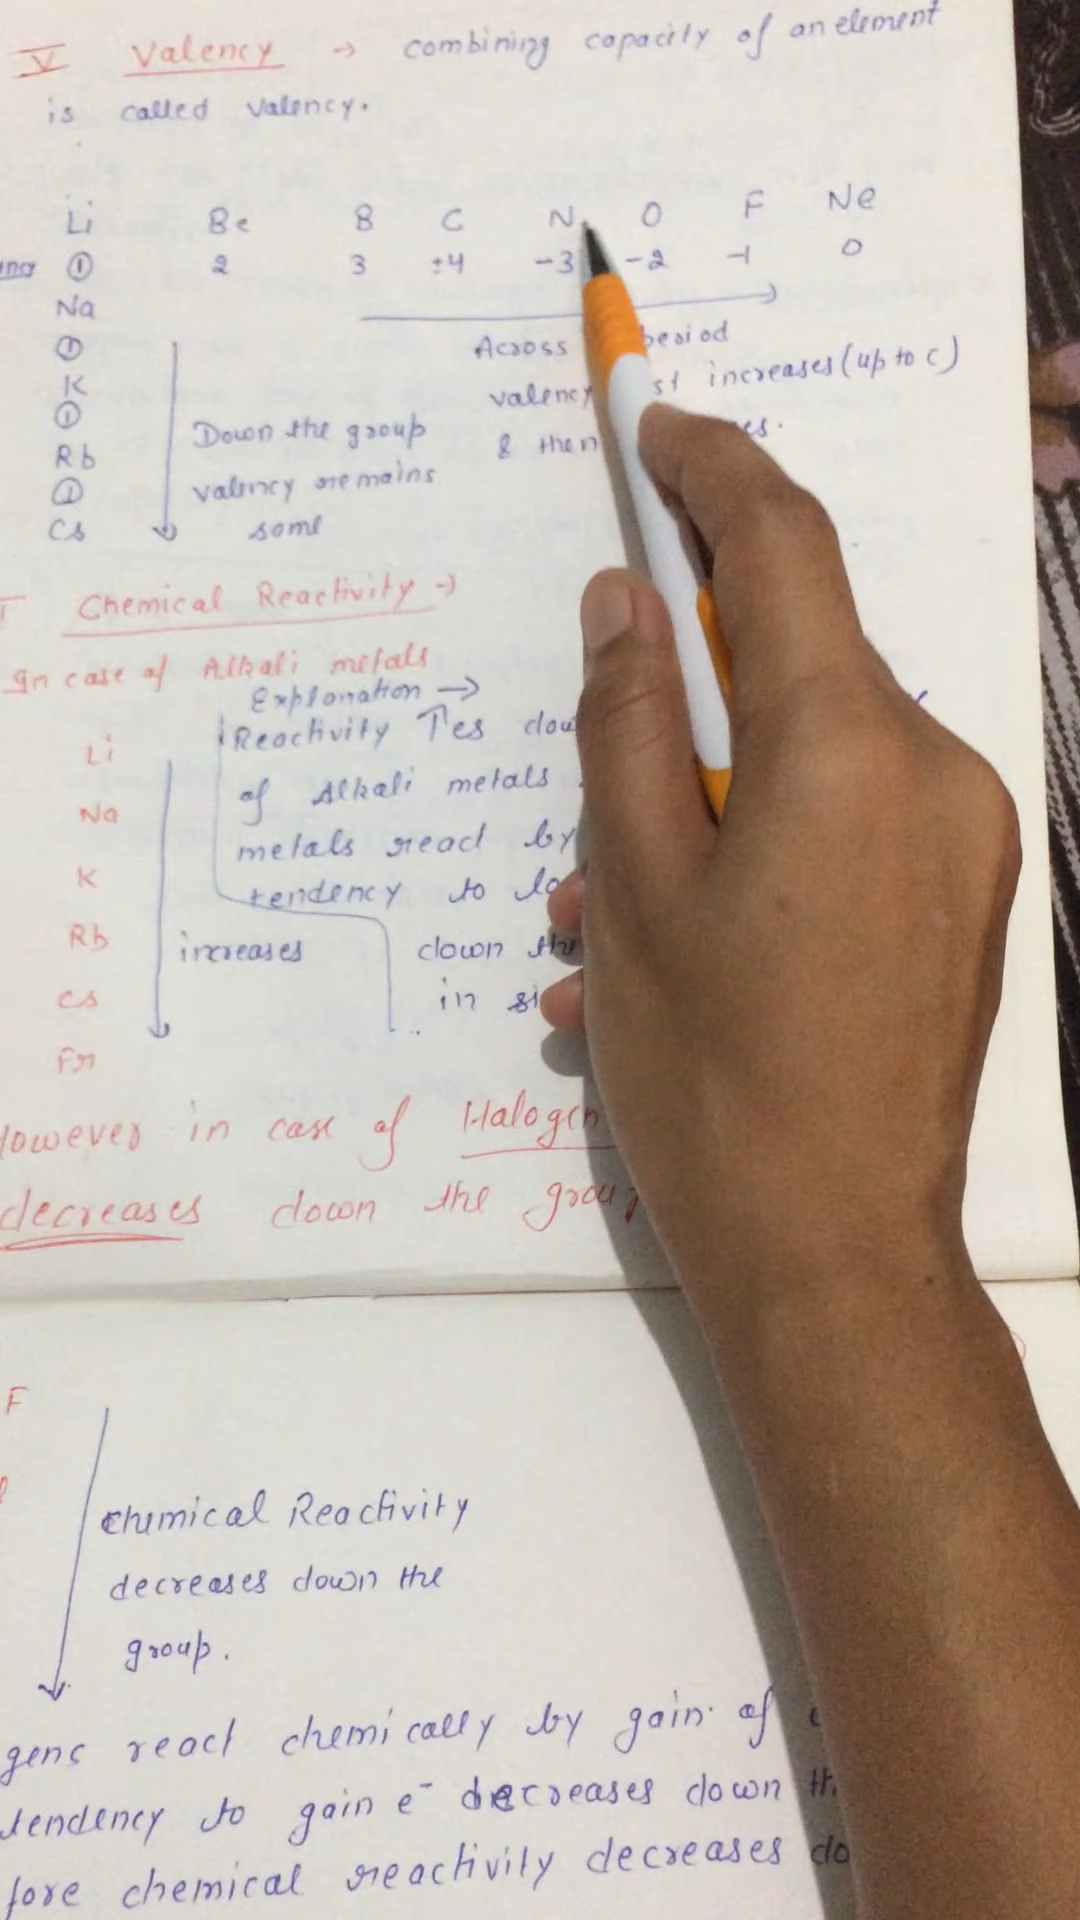 V Valency → combining capacity of an element
is called valency.
Li Be B C N O F Ne
① 2 3 ±4 -3 -2 -1 0
Na
①
K
①
Rb
①
Cs
Across period
valency increases (up to C)
& then
Down the group
valency remains
same
Chemical Reactivity →
In case of Alkali metals
Explanation →
Reactivity ↑es
of Alkali metals
metals react by
tendency to
down
in
Li
Na
K
Rb
Cs
Fr
increases
However in case of Halogen
decreases down the group
F
Chemical Reactivity
decreases down the
group.
react chemically by gain of
tendency to gain e⁻ decreases down
chemical reactivity decreases